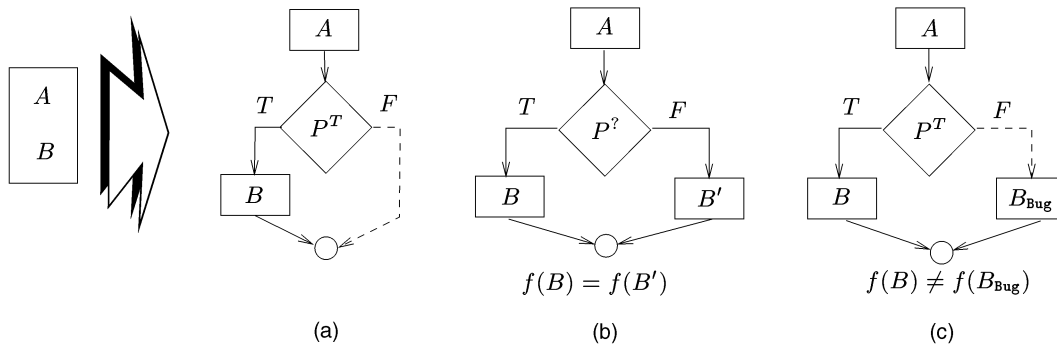 A
B
A
T
F
P^T
B
(a)
A
T
F
P^?
B
B′
f(B) = f(B′)
(b)
A
T
F
P^T
B
B_Bug
f(B) ≠ f(B_Bug)
(c)